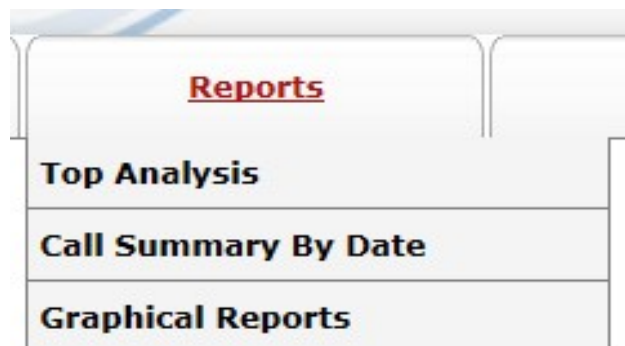 Reports
Top Analysis
Call Summary By Date
Graphical Reports